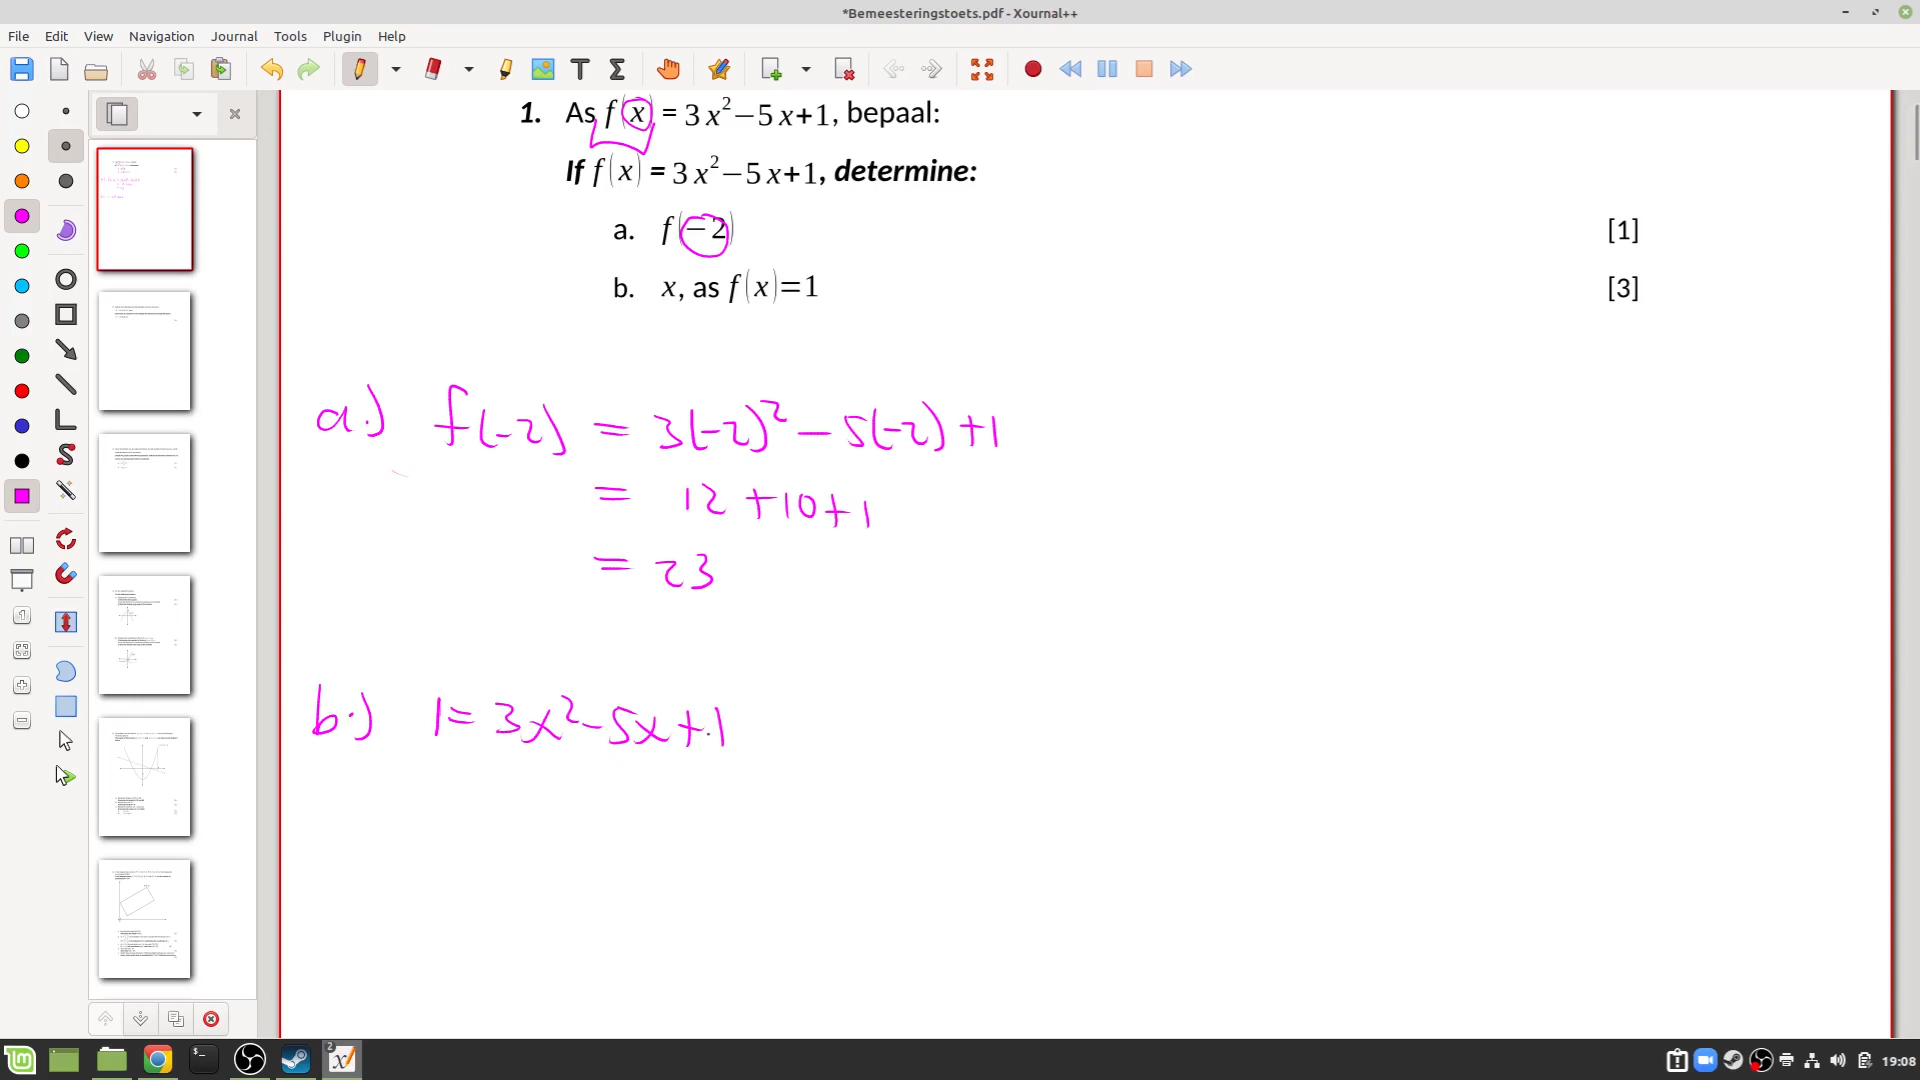 *Bemeesteringstoets.pdf - Xournal++
File Edit View Navigation Journal Tools Plugin Help
1. As f(x) = 3x²−5x+1, bepaal:
If f(x) = 3x²−5x+1, determine:
a. f(−2) [1]
b. x, as f(x)=1 [3]
a.) f(-2) = 3(-2)² - 5(-2) +1
= 12 +10+1
= 23
b.) 1= 3x²-5x+1
19:08